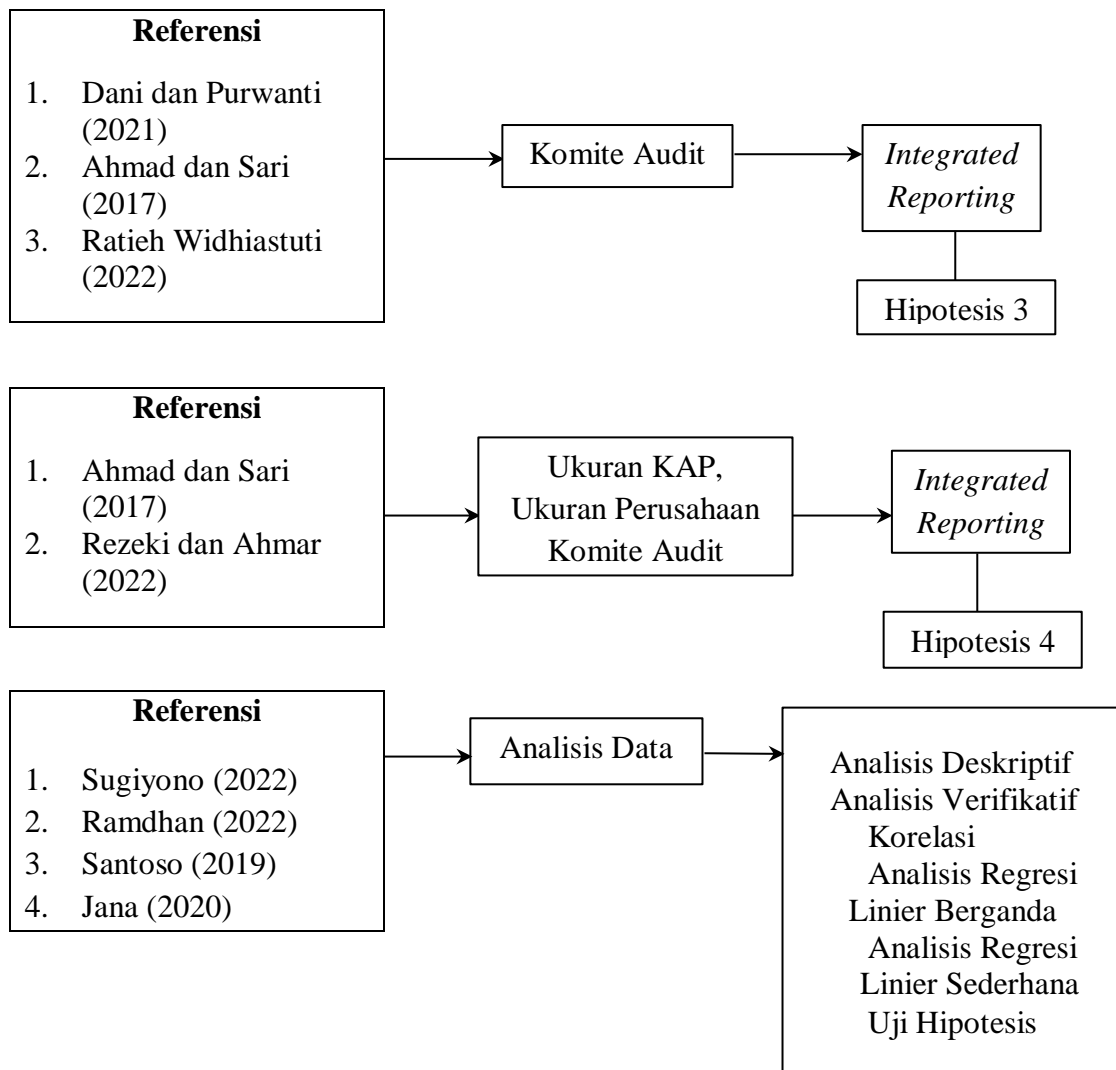 Referensi
1. Dani dan Purwanti
(2021)
2. Ahmad dan Sari
(2017)
3. Ratieh Widhiastuti
(2022)
Komite Audit
Integrated
Reporting
Hipotesis 3
Referensi
1. Ahmad dan Sari
(2017)
2. Rezeki dan Ahmar
(2022)
Ukuran KAP,
Ukuran Perusahaan
Komite Audit
Integrated
Reporting
Hipotesis 4
Referensi
1. Sugiyono (2022)
2. Ramdhan (2022)
3. Santoso (2019)
4. Jana (2020)
Analisis Data
Analisis Deskriptif
Analisis Verifikatif
Korelasi
Analisis Regresi
Linier Berganda
Analisis Regresi
Linier Sederhana
Uji Hipotesis